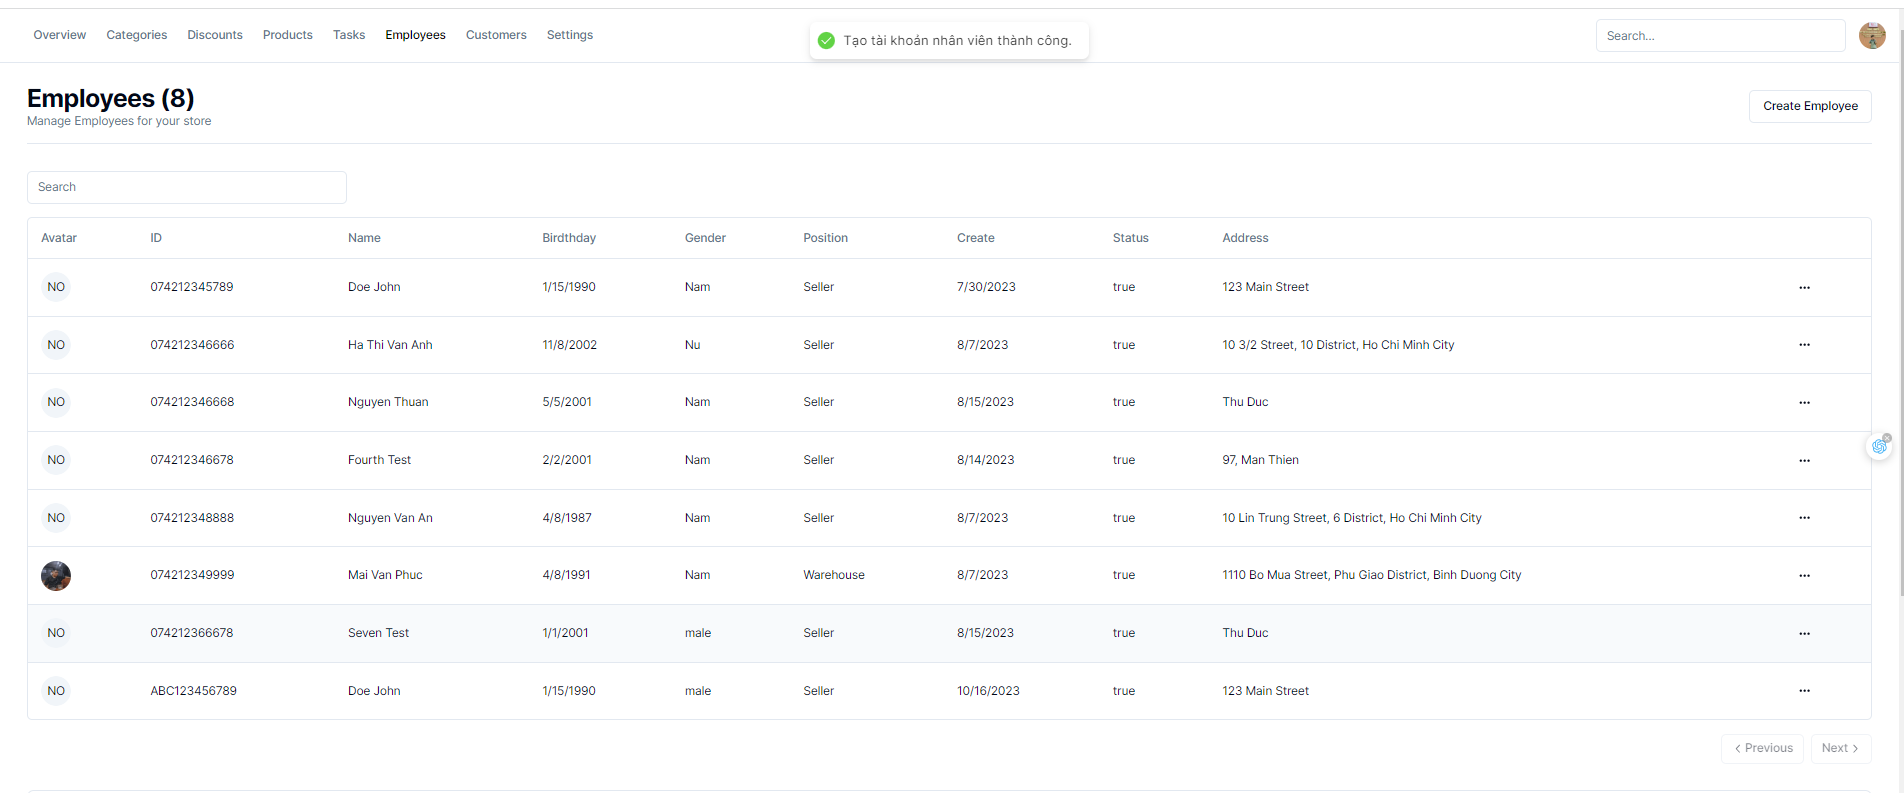 Overview Categories Discounts Products Tasks Employees Customers Settings
Tạo tài khoản nhân viên thành công.
Search...
Employees (8)
Manage Employees for your store
Create Employee
Search
Avatar ID Name Birdthday Gender Position Create Status Address
NO 074212345789 Doe John 1/15/1990 Nam Seller 7/30/2023 true 123 Main Street ...
NO 074212346666 Ha Thi Van Anh 11/8/2002 Nu Seller 8/7/2023 true 10 3/2 Street, 10 District, Ho Chi Minh City ...
NO 074212346668 Nguyen Thuan 5/5/2001 Nam Seller 8/15/2023 true Thu Duc ...
NO 074212346678 Fourth Test 2/2/2001 Nam Seller 8/14/2023 true 97, Man Thien ...
NO 074212348888 Nguyen Van An 4/8/1987 Nam Seller 8/7/2023 true 10 Lin Trung Street, 6 District, Ho Chi Minh City ...
074212349999 Mai Van Phuc 4/8/1991 Nam Warehouse 8/7/2023 true 1110 Bo Mua Street, Phu Giao District, Binh Duong City ...
NO 074212366678 Seven Test 1/1/2001 male Seller 8/15/2023 true Thu Duc ...
NO ABC123456789 Doe John 1/15/1990 male Seller 10/16/2023 true 123 Main Street ...
Previous Next